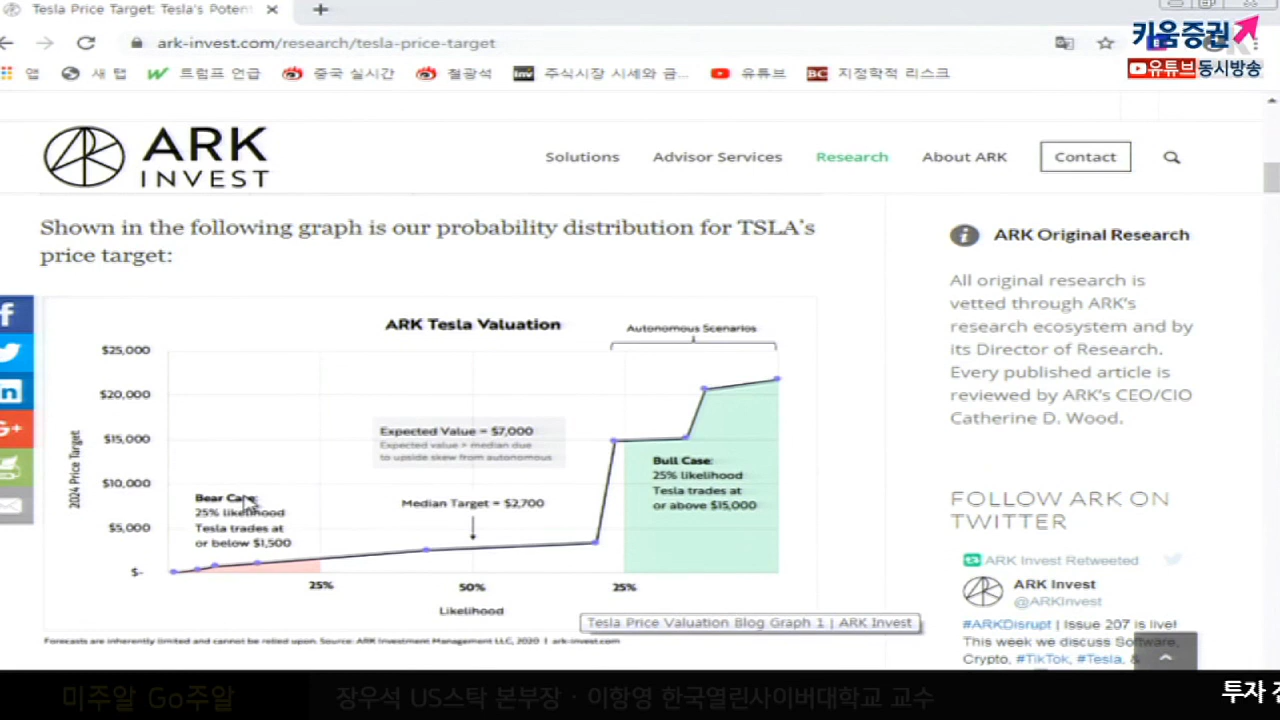 Tesla Price Target: Tesla's Poten
키움증권
ark-invest.com/research/tesla-price-target
앱
새 탭
트럼프 연급
중국 실시간
철광석
주식시장 시세와 금...
유튜브
지정학적 리스크
유튜브동시방송
ARK
INVEST
Solutions
Advisor Services
Research
About ARK
Contact
Shown in the following graph is our probability distribution for TSLA's
price target:
ARK Tesla Valuation
Autonomous Scenarios
$25,000
$20,000
$15,000
$10,000
$5,000
$-
2024 Price Target
Expected Value = $7,000
Expected value > median due
to upside skew from autonomous
Bear Case:
25% likelihood
Tesla trades at
or below $1,500
Median Target = $2,700
Bull Case:
25% likelihood
Tesla trades at
or above $15,000
25%
50%
25%
Likelihood
Tesla Price Valuation Blog Graph 1 | ARK Invest
Forecasts are inherently limited and cannot be relied upon. Source: ARK Investment Management LLC, 2020 | ark-invest.com
ARK Original Research
All original research is
vetted through ARK's
research ecosystem and by
its Director of Research.
Every published article is
reviewed by ARK's CEO/CIO
Catherine D. Wood.
FOLLOW ARK ON
TWITTER
ARK Invest Retweeted
ARK Invest
@ARKInvest
#ARKDisrupt | Issue 207 is live!
This week we discuss Software,
Crypto, #TikTok, #Tesla, &
미주알 Go주알
장우석 US스탁 본부장 · 이항영 한국열린사이버대학교 교수
투자